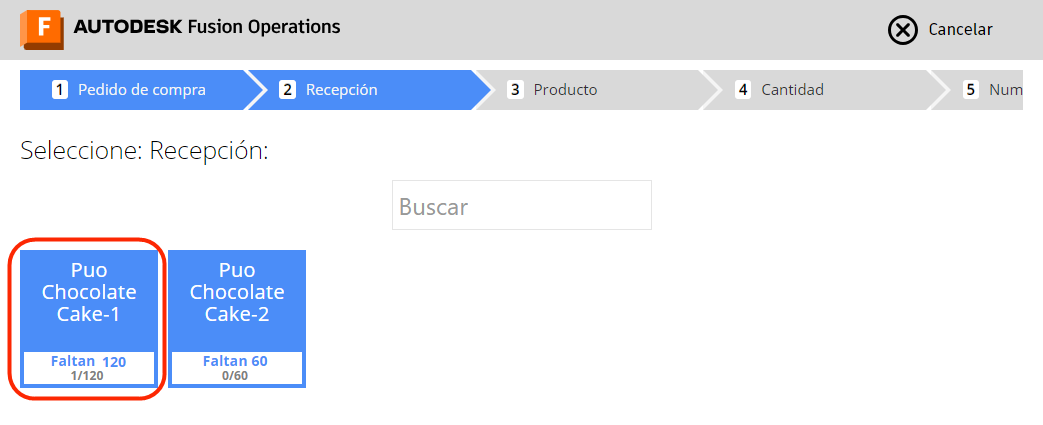 F AUTODESK Fusion Operations
Cancelar
1 Pedido de compra 2 Recepción 3 Producto 4 Cantidad 5 Num
Seleccione: Recepción:
Buscar
Puo
Chocolate
Cake-1
Faltan 120
1/120
Puo
Chocolate
Cake-2
Faltan 60
0/60